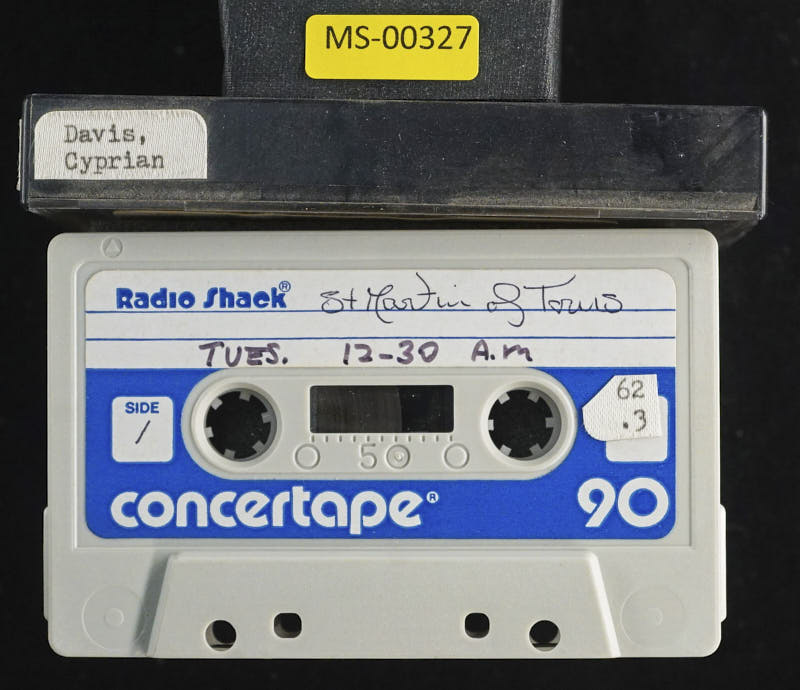 MS-00327
Davis,
Cyprian
Radio Shack® St Martin of Tours
TUES. 12-30 A.m
SIDE
1
62
.3
50
concertape® 90